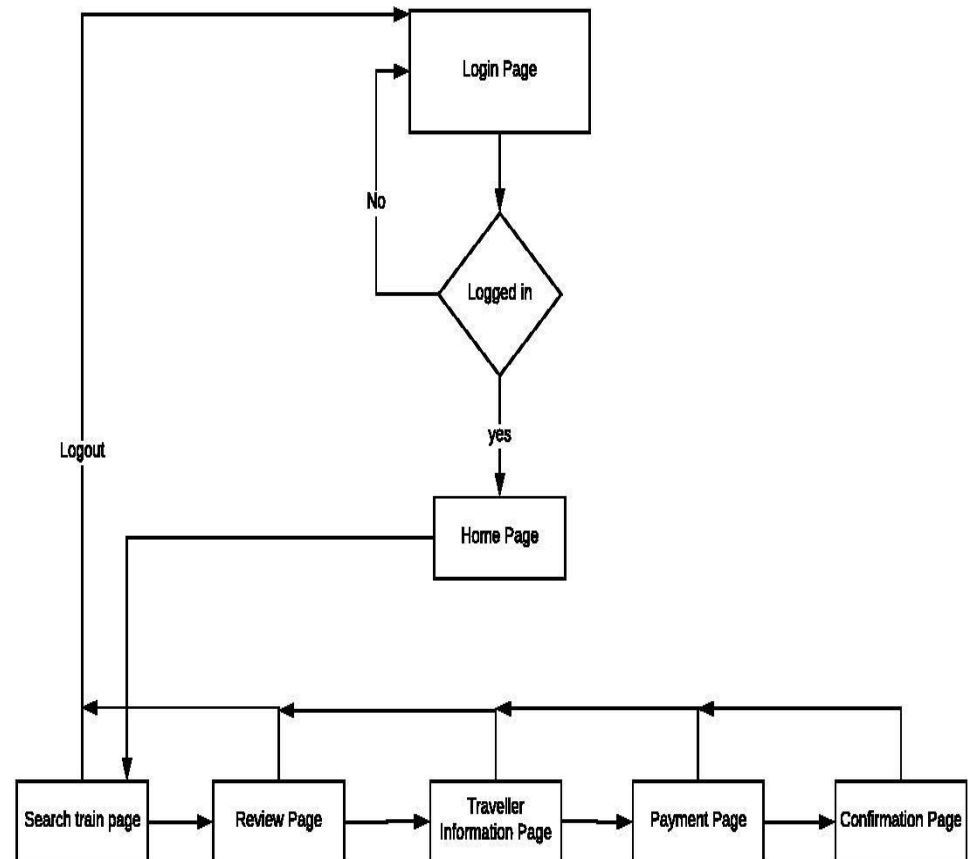 Login Page
No
Logged in
yes
Logout
Home Page
Search train page
Review Page
Traveller
Information Page
Payment Page
Confirmation Page